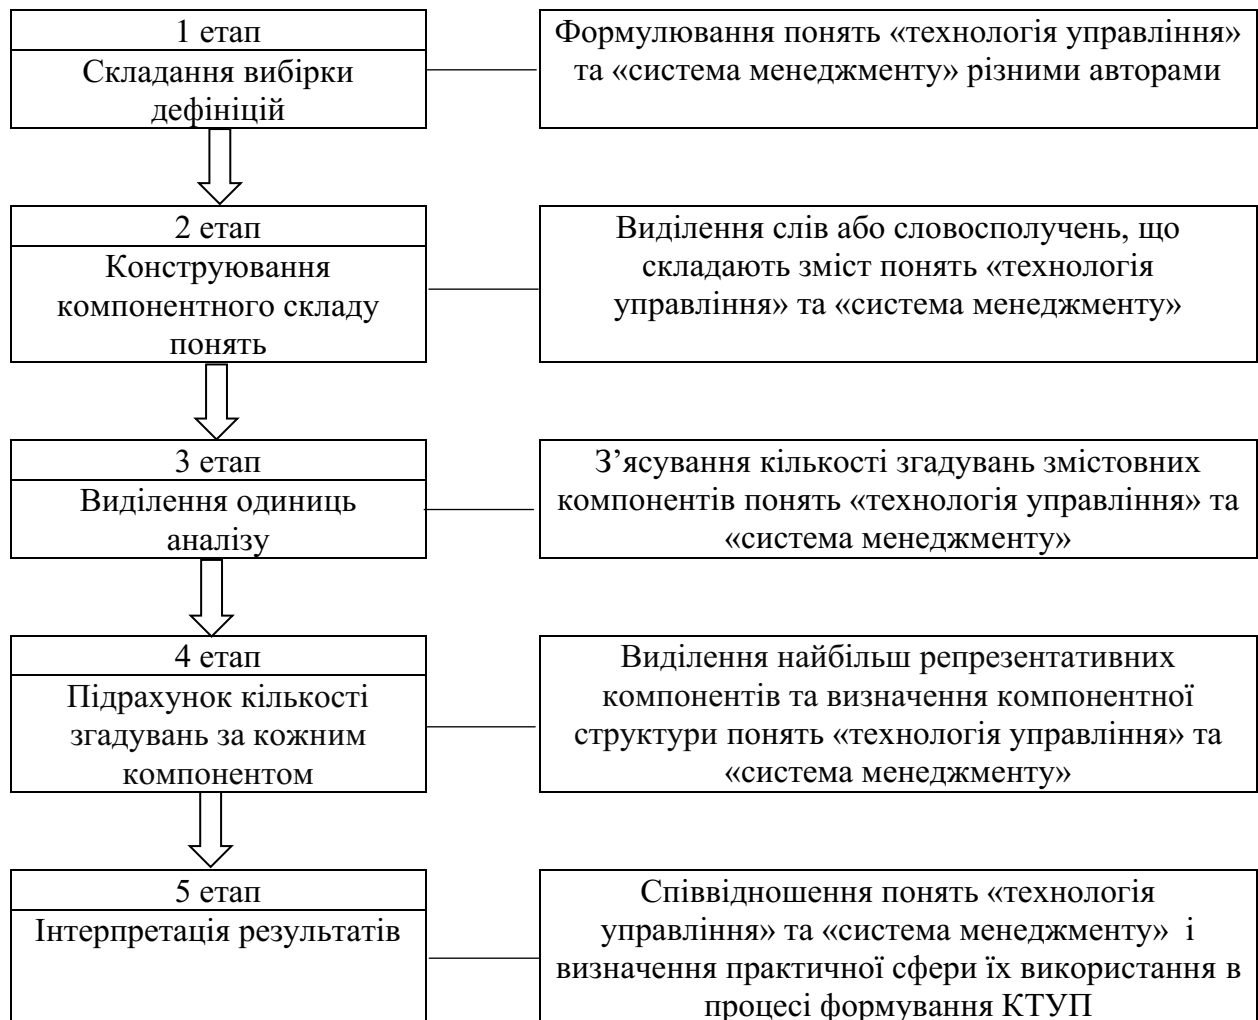 1 етап
Складання вибірки
дефініцій
Формулювання понять «технологія управління»
та «система менеджменту» різними авторами
2 етап
Конструювання
компонентного складу
понять
Виділення слів або словосполучень, що
складають зміст понять «технологія
управління» та «система менеджменту»
3 етап
Виділення одиниць
аналізу
З’ясування кількості згадувань змістовних
компонентів понять «технологія управління» та
«система менеджменту»
4 етап
Підрахунок кількості
згадувань за кожним
компонентом
Виділення найбільш репрезентативних
компонентів та визначення компонентної
структури понять «технологія управління» та
«система менеджменту»
5 етап
Інтерпретація результатів
Співвідношення понять «технологія
управління» та «система менеджменту» і
визначення практичної сфери їх використання в
процесі формування КТУП